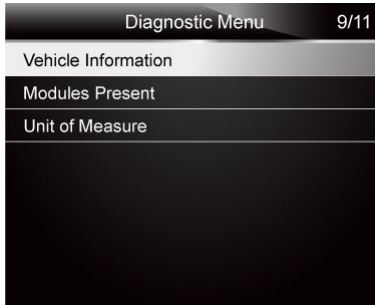 Diagnostic Menu 9/11
Vehicle Information
Modules Present
Unit of Measure